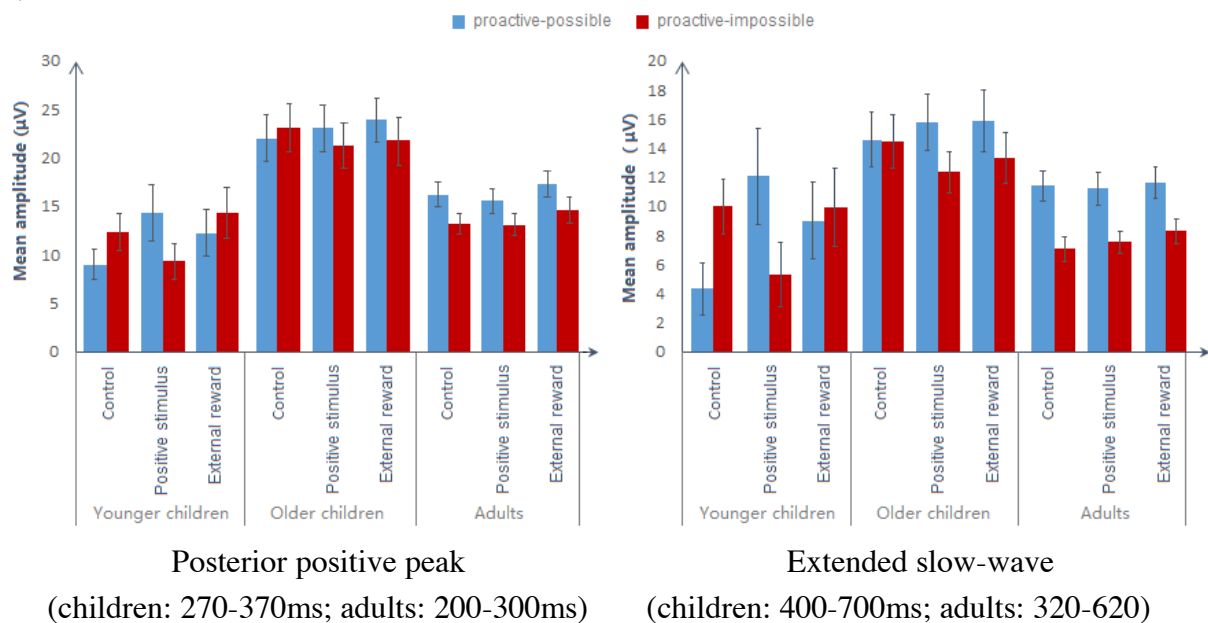 proactive-possible proactive-impossible
Mean amplitude (μV)
30
25
20
15
10
5
0
Control
Positive stimulus
External reward
Control
Positive stimulus
External reward
Control
Positive stimulus
External reward
Younger children
Older children
Adults
Posterior positive peak
(children: 270-370ms; adults: 200-300ms)
Mean amplitude ( μV)
20
18
16
14
12
10
8
6
4
2
0
Control
Positive stimulus
External reward
Control
Positive stimulus
External reward
Control
Positive stimulus
External reward
Younger children
Older children
Adults
Extended slow-wave
(children: 400-700ms; adults: 320-620)